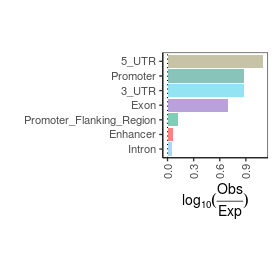 5_UTR
Promoter
3_UTR
Exon
Promoter_Flanking_Region
Enhancer
Intron
0.0 0.3 0.6 0.9
log10(Obs/Exp)